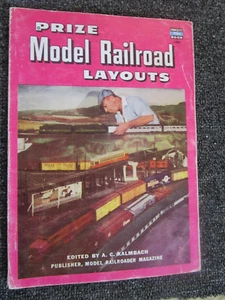 PRIZE
Model Railroad
LAYOUTS
EDITED BY A. C. KALMBACH
PUBLISHER, MODEL RAILROADER MAGAZINE